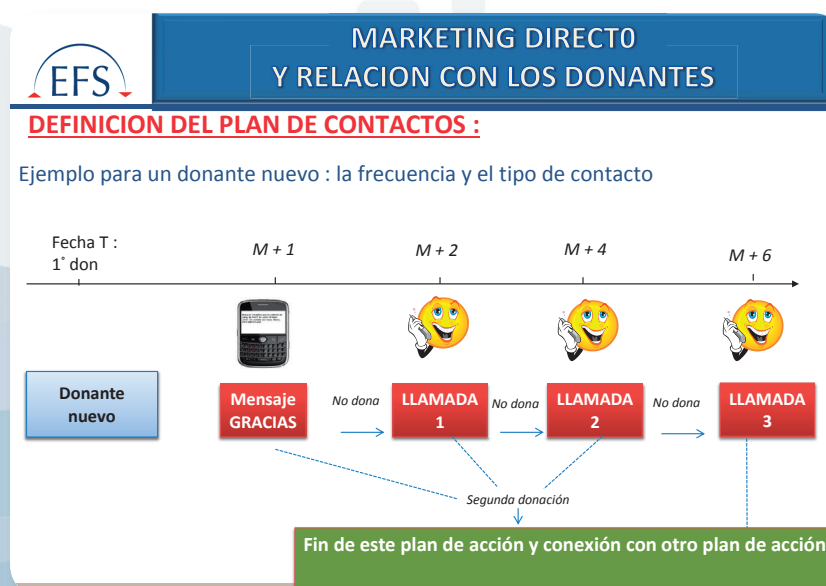 MARKETING DIRECT0
Y RELACION CON LOS DONANTES
EFS
DEFINICION DEL PLAN DE CONTACTOS :
Ejemplo para un donante nuevo : la frecuencia y el tipo de contacto
Fecha T :
1° don
M + 1
M + 2
M + 4
M + 6
Donante
nuevo
Mensaje
GRACIAS
No dona
LLAMADA
1
No dona
LLAMADA
2
No dona
LLAMADA
3
Segunda donación
Fin de este plan de acción y conexión con otro plan de acción